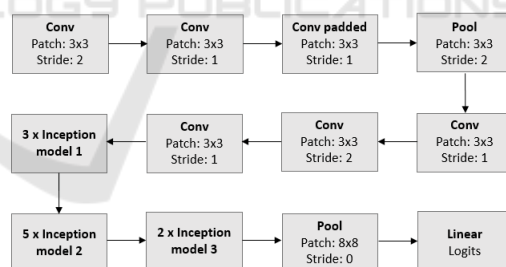 Conv
Patch: 3x3
Stride: 2
Conv
Patch: 3x3
Stride: 1
Conv padded
Patch: 3x3
Stride: 1
Pool
Patch: 3x3
Stride: 2
Conv
Patch: 3x3
Stride: 1
Conv
Patch: 3x3
Stride: 2
Conv
Patch: 3x3
Stride: 1
3 x Inception
model 1
5 x Inception
model 2
2 x Inception
model 3
Pool
Patch: 8x8
Stride: 0
Linear
Logits